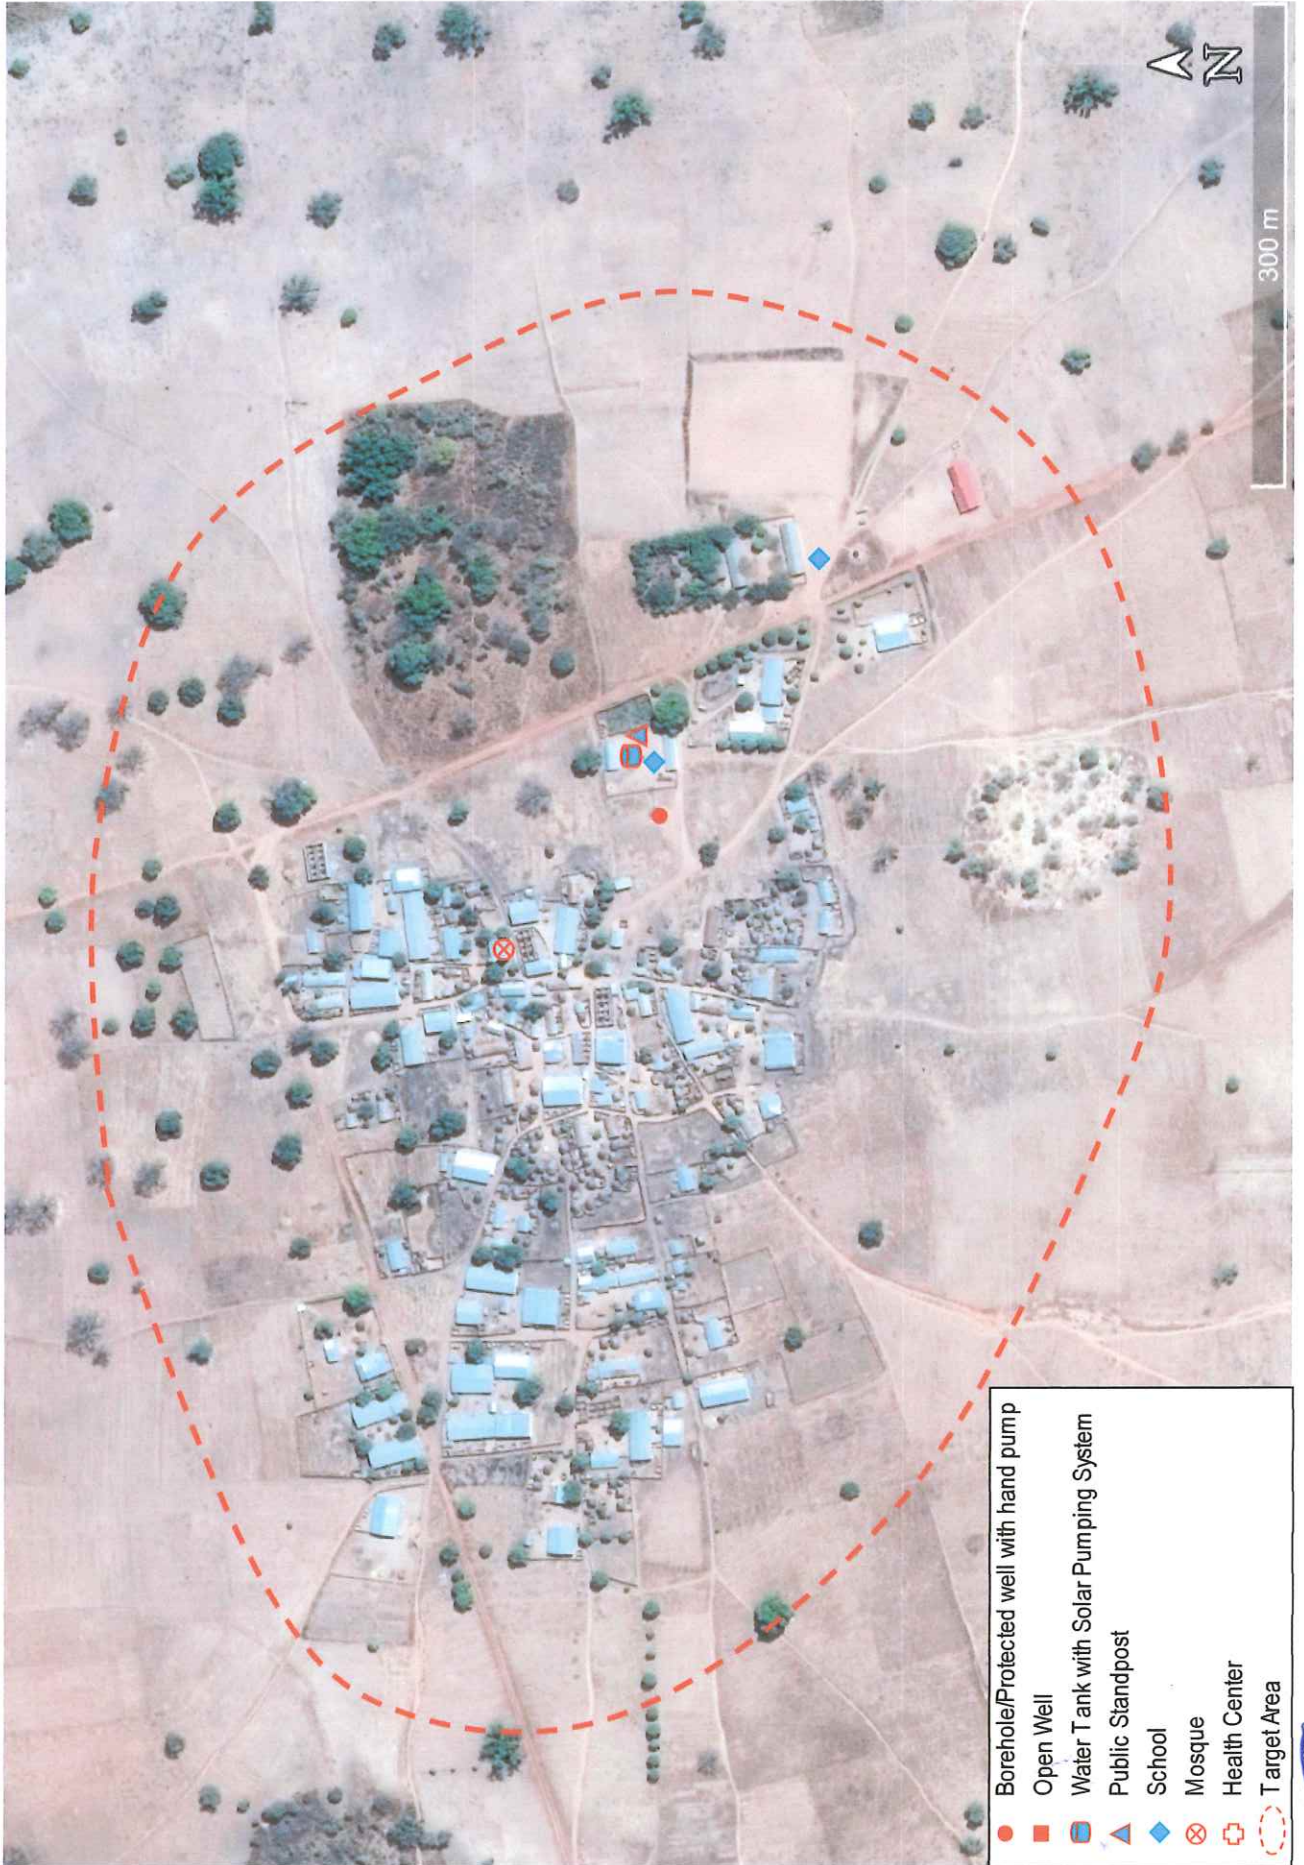 N
300 m
Borehole/Protected well with hand pump
Open Well
Water Tank with Solar Pumping System
Public Standpost
School
Mosque
Health Center
Target Area